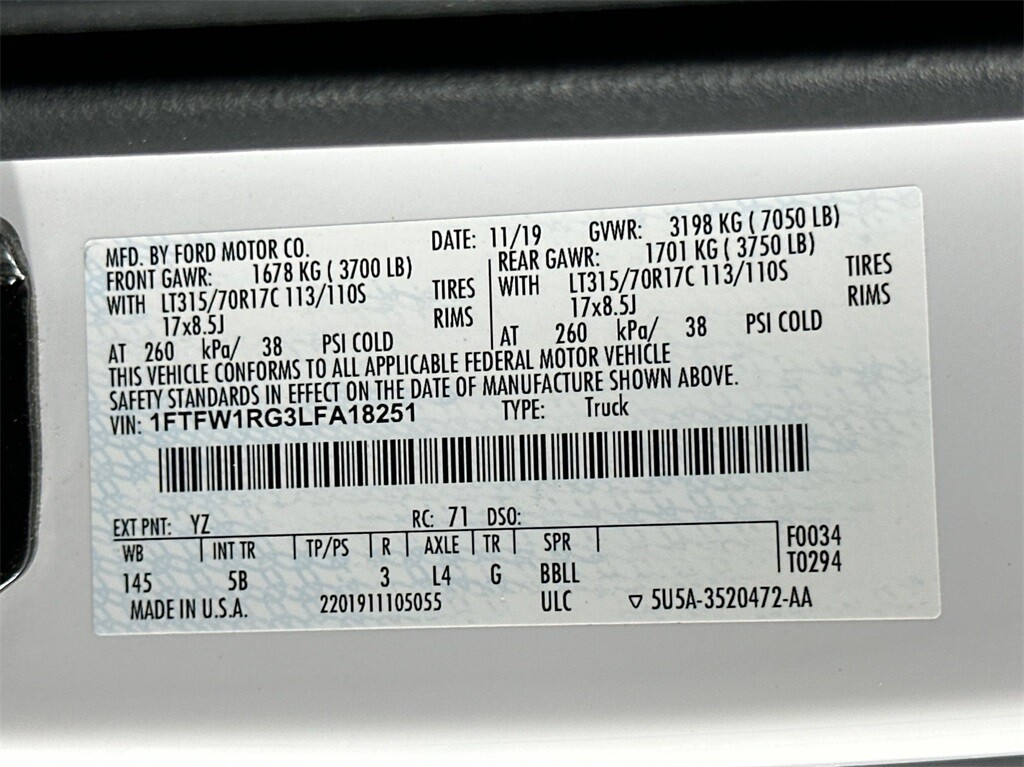 MFD. BY FORD MOTOR CO. DATE: 11/19 GVWR: 3198 KG ( 7050 LB)
FRONT GAWR: 1678 KG ( 3700 LB) REAR GAWR: 1701 KG ( 3750 LB)
WITH LT315/70R17C 113/110S TIRES WITH LT315/70R17C 113/110S TIRES
17x8.5J RIMS 17x8.5J RIMS
AT 260 kPa/ 38 PSI COLD AT 260 kPa/ 38 PSI COLD
THIS VEHICLE CONFORMS TO ALL APPLICABLE FEDERAL MOTOR VEHICLE
SAFETY STANDARDS IN EFFECT ON THE DATE OF MANUFACTURE SHOWN ABOVE.
VIN: 1FTFW1RG3LFA18251 TYPE: Truck
EXT PNT: YZ RC: 71 DSO:
WB INT TR TP/PS R AXLE TR SPR F0034
145 5B 3 L4 G BBLL T0294
MADE IN U.S.A. 2201911105055 ULC ▽ 5U5A-3520472-AA